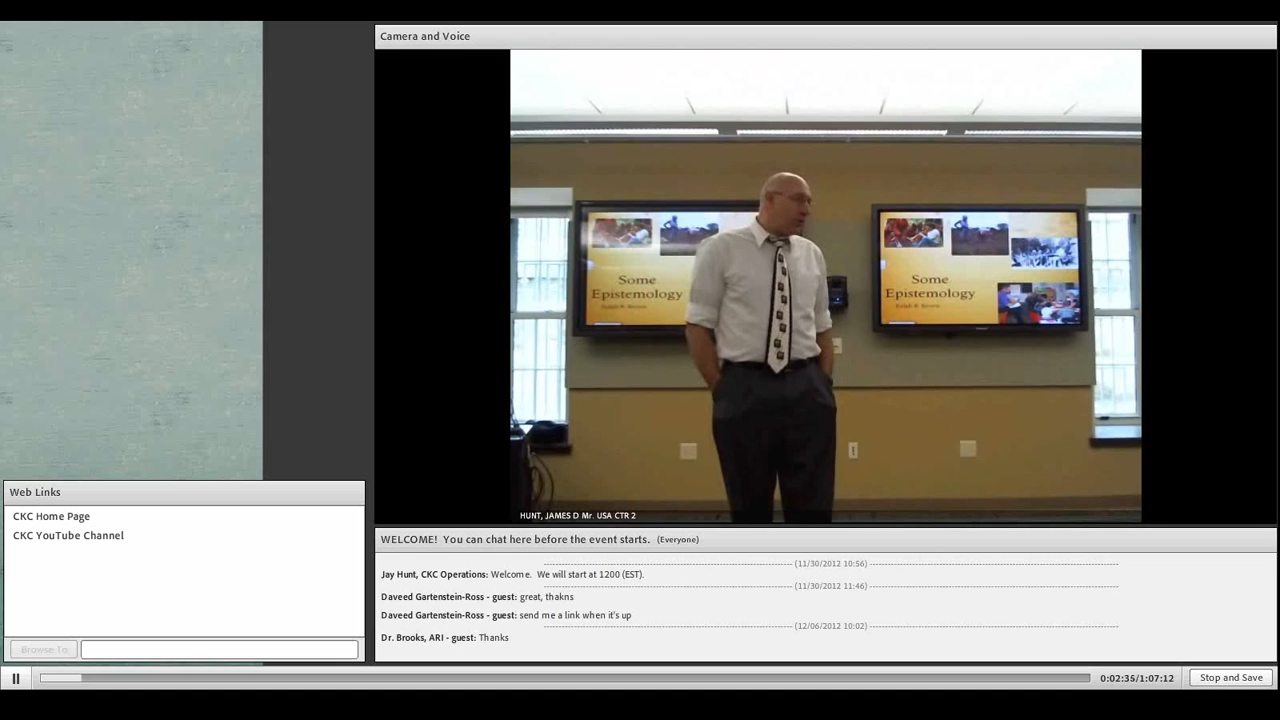 Camera and Voice
Some
Epistemology
Some
Epistemology
HUNT, JAMES D Mr. USA CTR 2
Web Links
CKC Home Page
CKC YouTube Channel
Browse To
WELCOME! You can chat here before the event starts. (Everyone)
(11/30/2012 10:56)
Jay Hunt, CKC Operations: Welcome. We will start at 1200 (EST).
(11/30/2012 11:46)
Daveed Gartenstein-Ross - guest: great, thakns
Daveed Gartenstein-Ross - guest: send me a link when it's up
(12/06/2012 10:02)
Dr. Brooks, ARI - guest: Thanks
0:02:35/1:07:12
Stop and Save